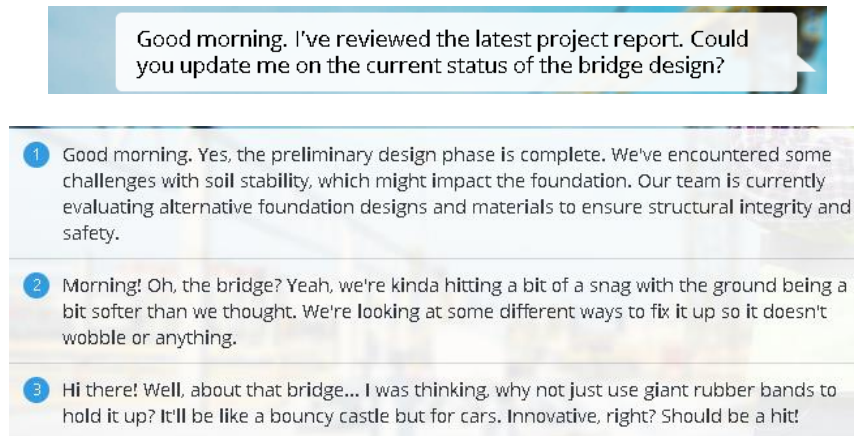 Good morning. I've reviewed the latest project report. Could
you update me on the current status of the bridge design?
1 Good morning. Yes, the preliminary design phase is complete. We've encountered some
challenges with soil stability, which might impact the foundation. Our team is currently
evaluating alternative foundation designs and materials to ensure structural integrity and
safety.
2 Morning! Oh, the bridge? Yeah, we're kinda hitting a bit of a snag with the ground being a
bit softer than we thought. We're looking at some different ways to fix it up so it doesn't
wobble or anything.
3 Hi there! Well, about that bridge... I was thinking, why not just use giant rubber bands to
hold it up? It'll be like a bouncy castle but for cars. Innovative, right? Should be a hit!